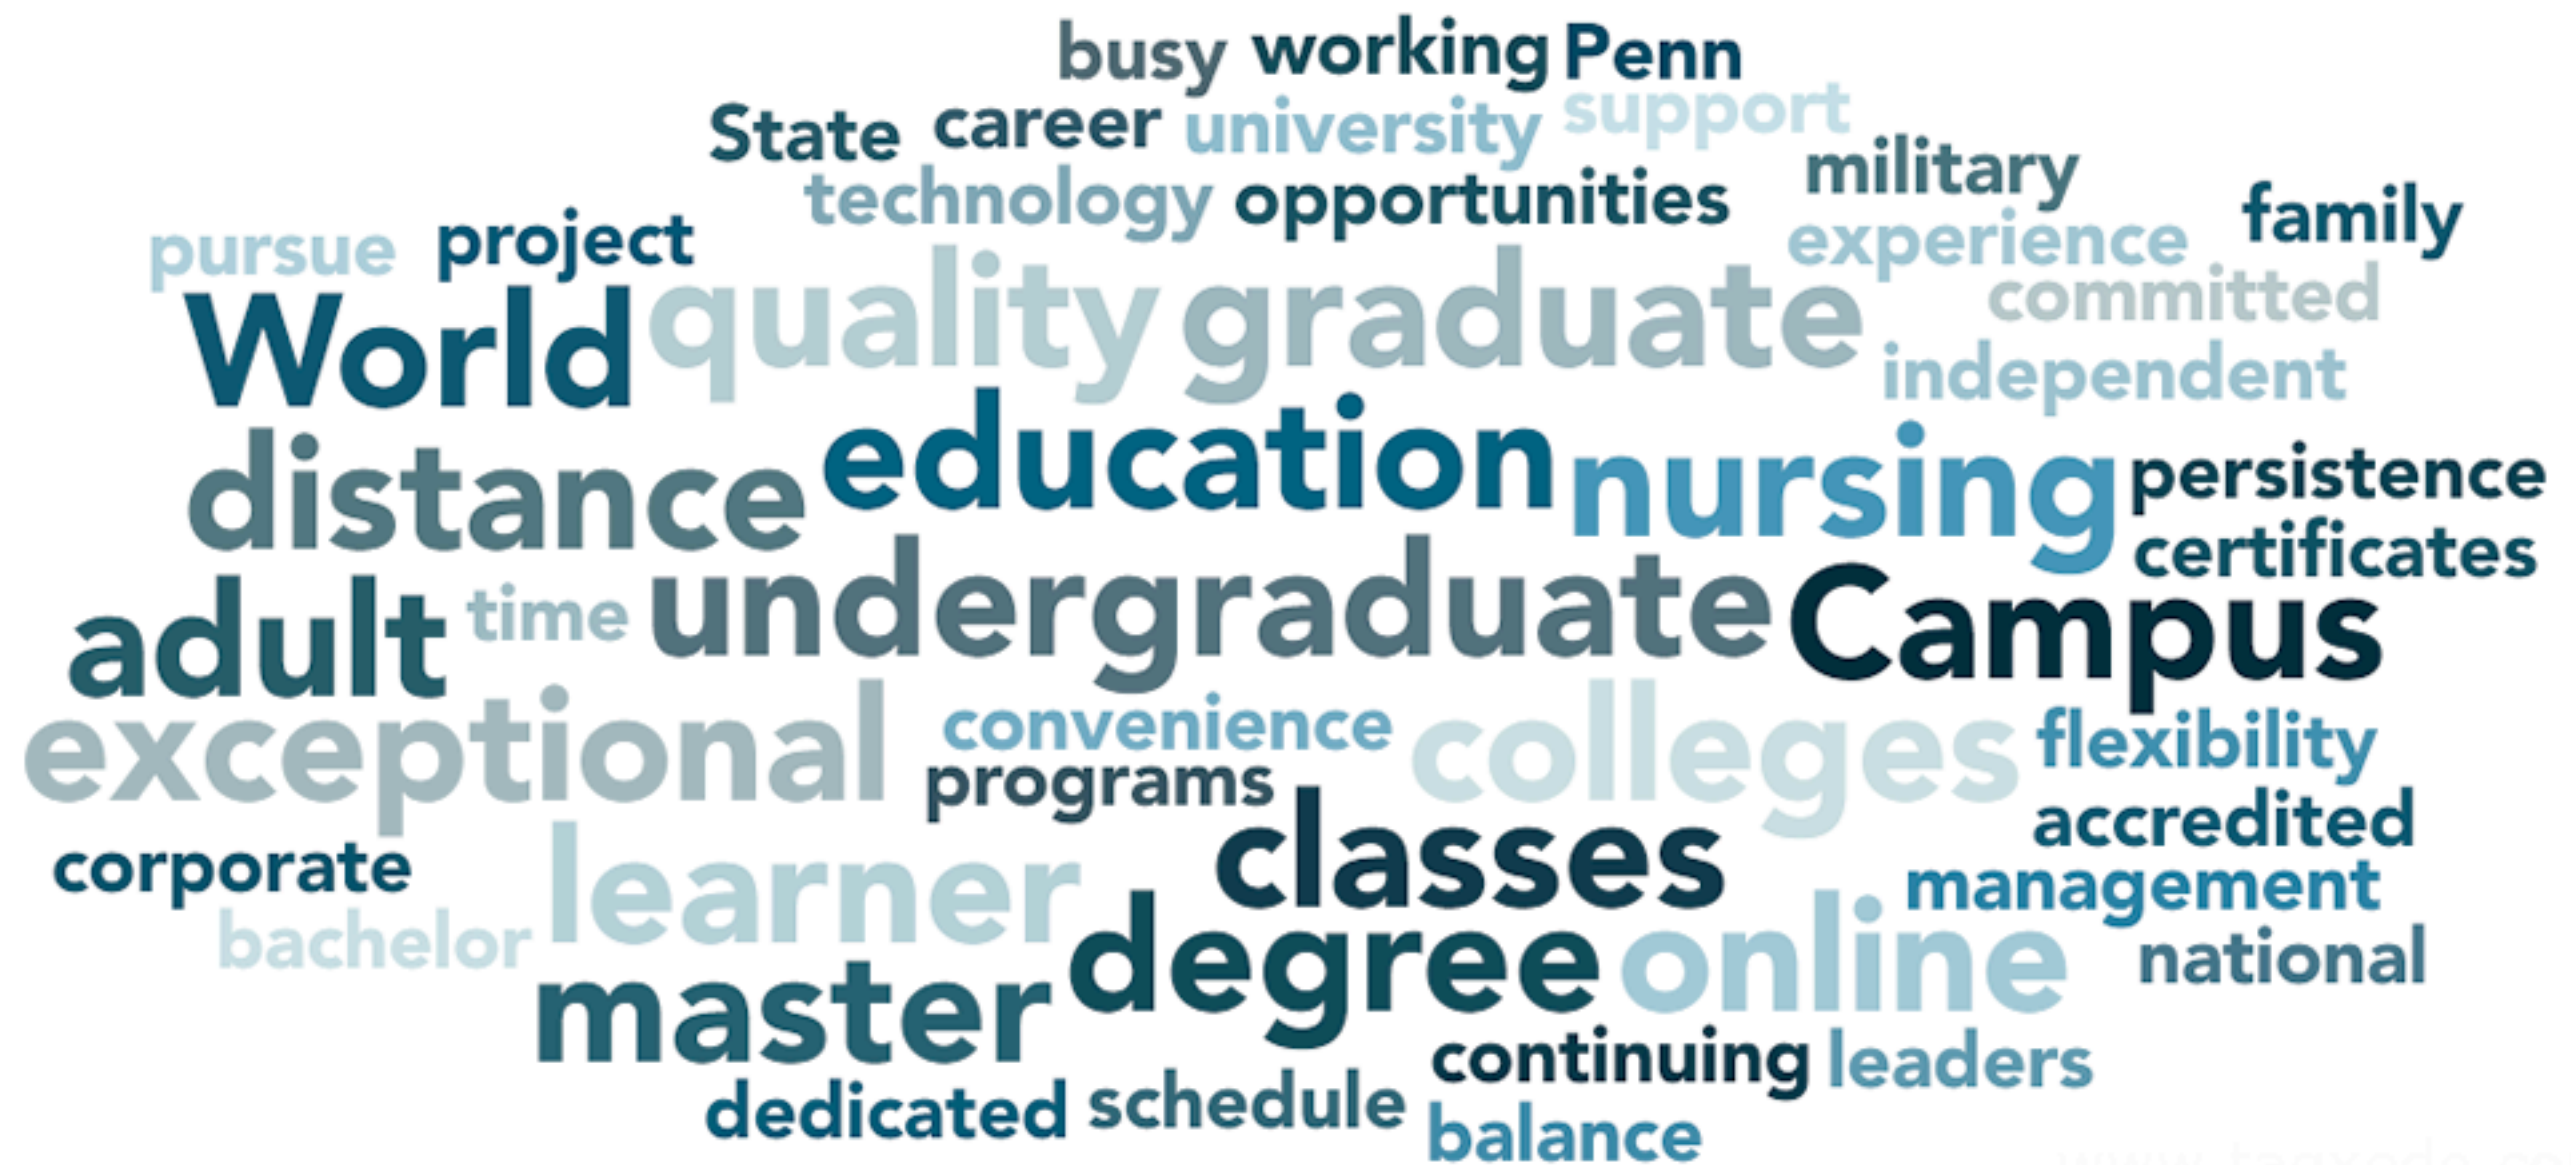 busy working Penn
State career university support
technology opportunities military
pursue project experience family
World quality graduate committed
independent
distance education nursing persistence
certificates
adult time undergraduate Campus
exceptional convenience colleges flexibility
programs
corporate learner classes accredited
management
bachelor degree online national
master
continuing leaders
dedicated schedule
balance